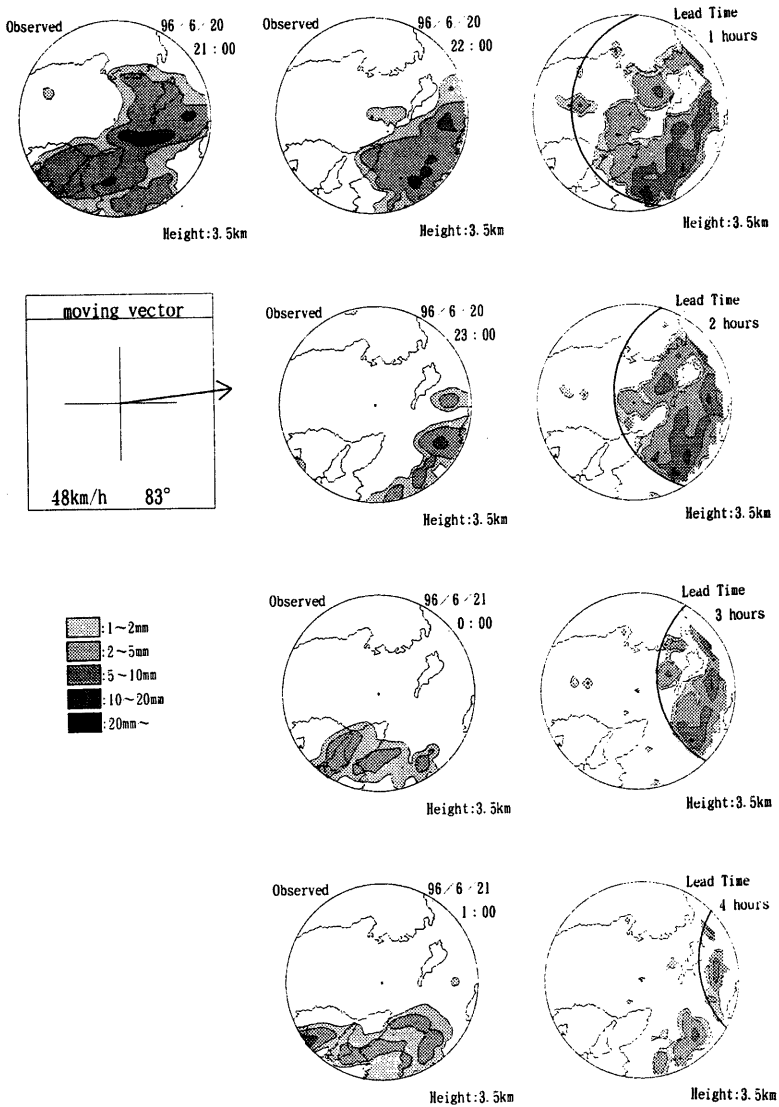 Observed
96/6/20
21:00
Height:3.5km
Observed
96/6/20
22:00
Height:3.5km
Lead Time
1 hours
Height:3.5km
moving vector
48km/h 83°
Observed
96/6/20
23:00
Height:3.5km
Lead Time
2 hours
Height:3.5km
:1~2mm
:2~5mm
:5~10mm
:10~20mm
:20mm~
Observed
96/6/21
0:00
Height:3.5km
Lead Time
3 hours
Height:3.5km
Observed
96/6/21
1:00
Height:3.5km
Lead Time
4 hours
Height:3.5km